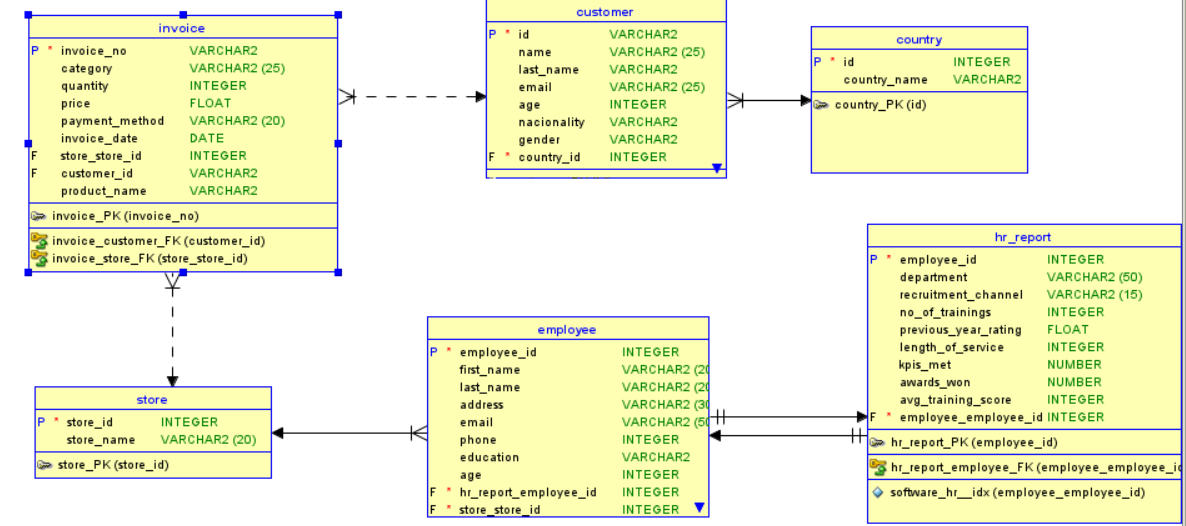 invoice
P * invoice_no VARCHAR2
category VARCHAR2 (25)
quantity INTEGER
price FLOAT
payment_method VARCHAR2 (20)
invoice_date DATE
F store_store_id INTEGER
F customer_id VARCHAR2
product_name VARCHAR2
invoice_PK (invoice_no)
invoice_customer_FK (customer_id)
invoice_store_FK (store_store_id)
customer
P * id VARCHAR2
name VARCHAR2 (25)
last_name VARCHAR2
email VARCHAR2 (25)
age INTEGER
nacionality VARCHAR2
gender VARCHAR2
F * country_id INTEGER
country
P * id INTEGER
country_name VARCHAR2
country_PK (id)
store
P * store_id INTEGER
store_name VARCHAR2 (20)
store_PK (store_id)
employee
P * employee_id INTEGER
first_name VARCHAR2 (20
last_name VARCHAR2 (20
address VARCHAR2 (30
email VARCHAR2 (50
phone INTEGER
education VARCHAR2
age INTEGER
F * hr_report_employee_id INTEGER
F * store_store_id INTEGER
hr_report
P * employee_id INTEGER
department VARCHAR2 (50)
recruitment_channel VARCHAR2 (15)
no_of_trainings INTEGER
previous_year_rating FLOAT
length_of_service INTEGER
kpis_met NUMBER
awards_won NUMBER
avg_training_score INTEGER
F * employee_employee_id INTEGER
hr_report_PK (employee_id)
hr_report_employee_FK (employee_employee_id
software_hr__idx (employee_employee_id)